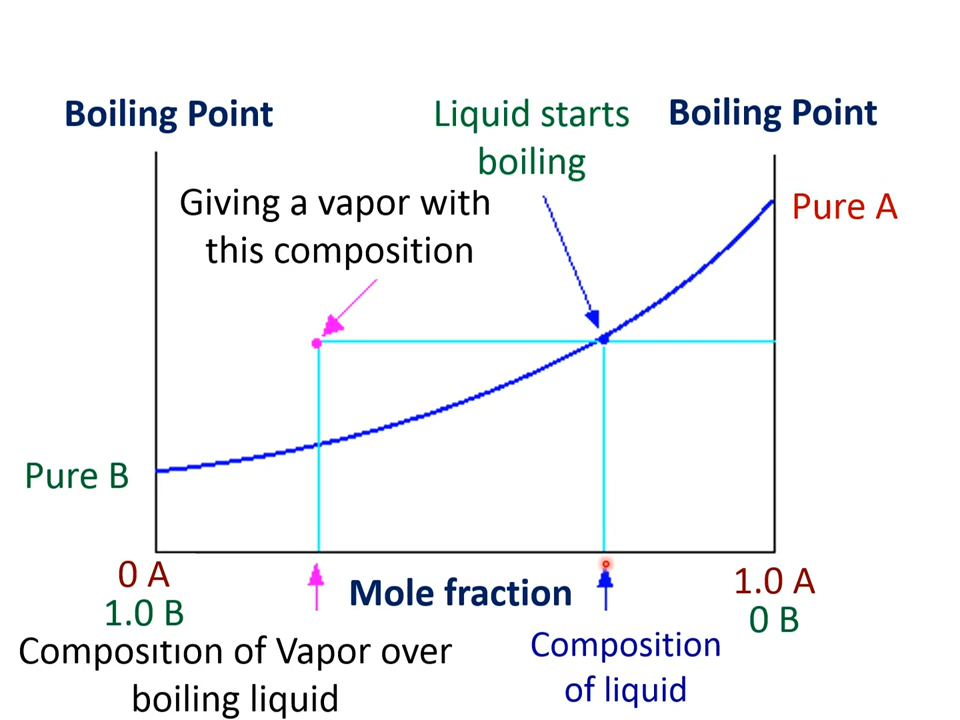 Boiling Point
Liquid starts
boiling
Boiling Point
Giving a vapor with
this composition
Pure A
Pure B
0 A
1.0 B
Mole fraction
1.0 A
0 B
Composition of Vapor over
boiling liquid
Composition
of liquid